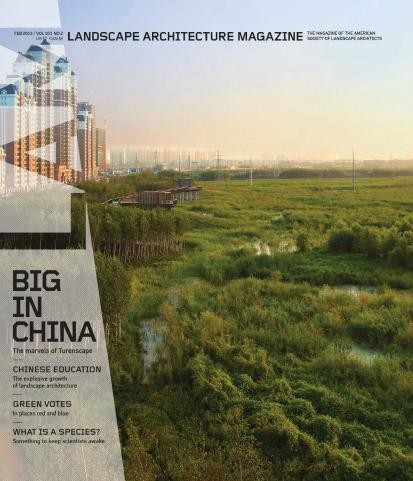 FEB 2013 / VOL 103 NO 2
LANDSCAPE ARCHITECTURE MAGAZINE
THE MAGAZINE OF THE AMERICAN
SOCIETY OF LANDSCAPE ARCHITECTS
BIG
IN
CHINA
The marvels of Turenscape
CHINESE EDUCATION
The explosive growth
of landscape architecture
GREEN VOTES
In places red and blue
WHAT IS A SPECIES?
Something to keep scientists awake